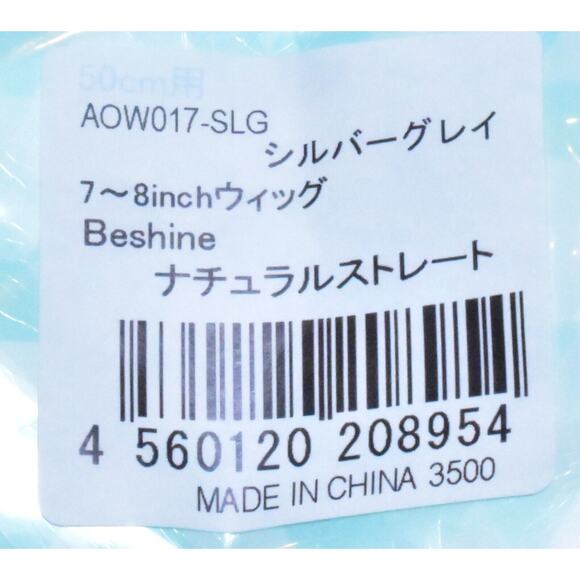 50cm用
AOW017-SLG
シルバーグレイ
7～8inchウィッグ
Beshine
ナチュラルストレート
4 560120 208954
MADE IN CHINA 3500